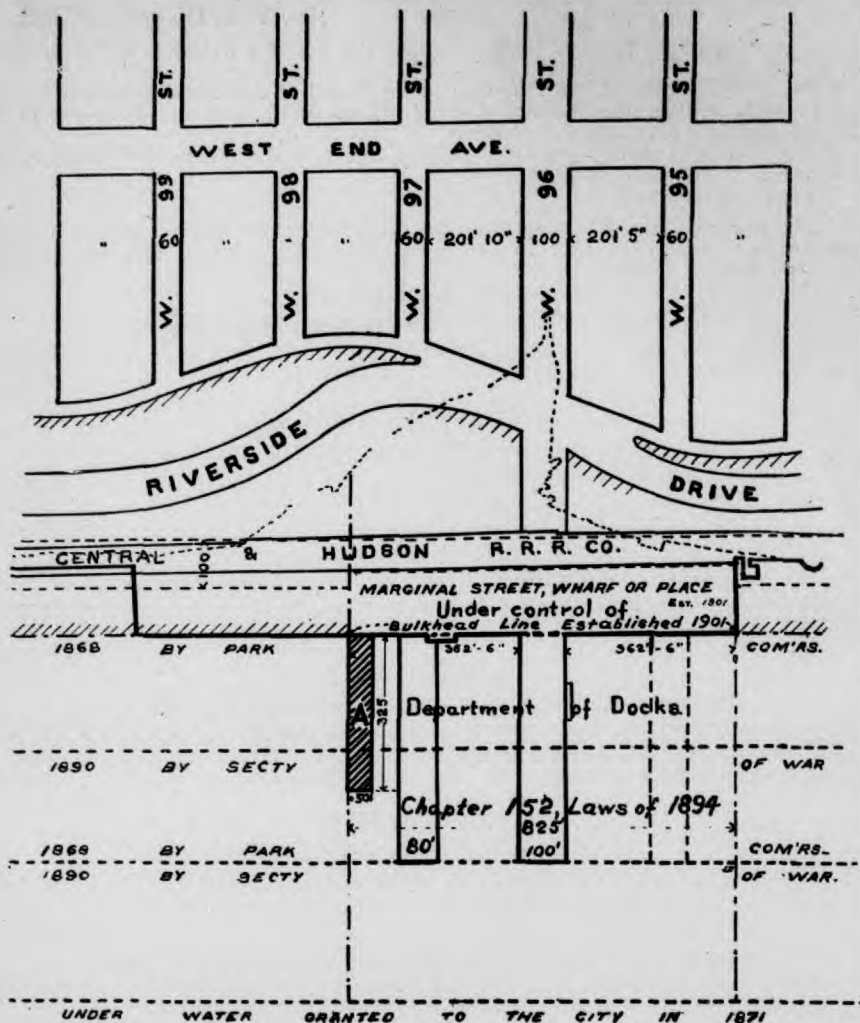 ST. ST. ST. ST. ST.
WEST END AVE.
99 98 97 96 95
" 60 " " " 60 201' 10" 100 201' 5" 60 "
W. W. W. W. W.
RIVERSIDE
DRIVE
CENTRAL & HUDSON R. R. R. CO.
100'
MARGINAL STREET, WHARF OR PLACE
Under control of EST. 1901
Bulkhead Line Established 1901
1868 BY PARK 362'-6" 362'-6" COM'RS.
A 325 Department of Docks
1890 BY SECTY OF WAR
50
Chapter 152, Laws of 1894
825'
1868 BY PARK 80' 100' COM'RS.
1890 BY SECTY OF WAR.
UNDER WATER GRANTED TO THE CITY IN 1871